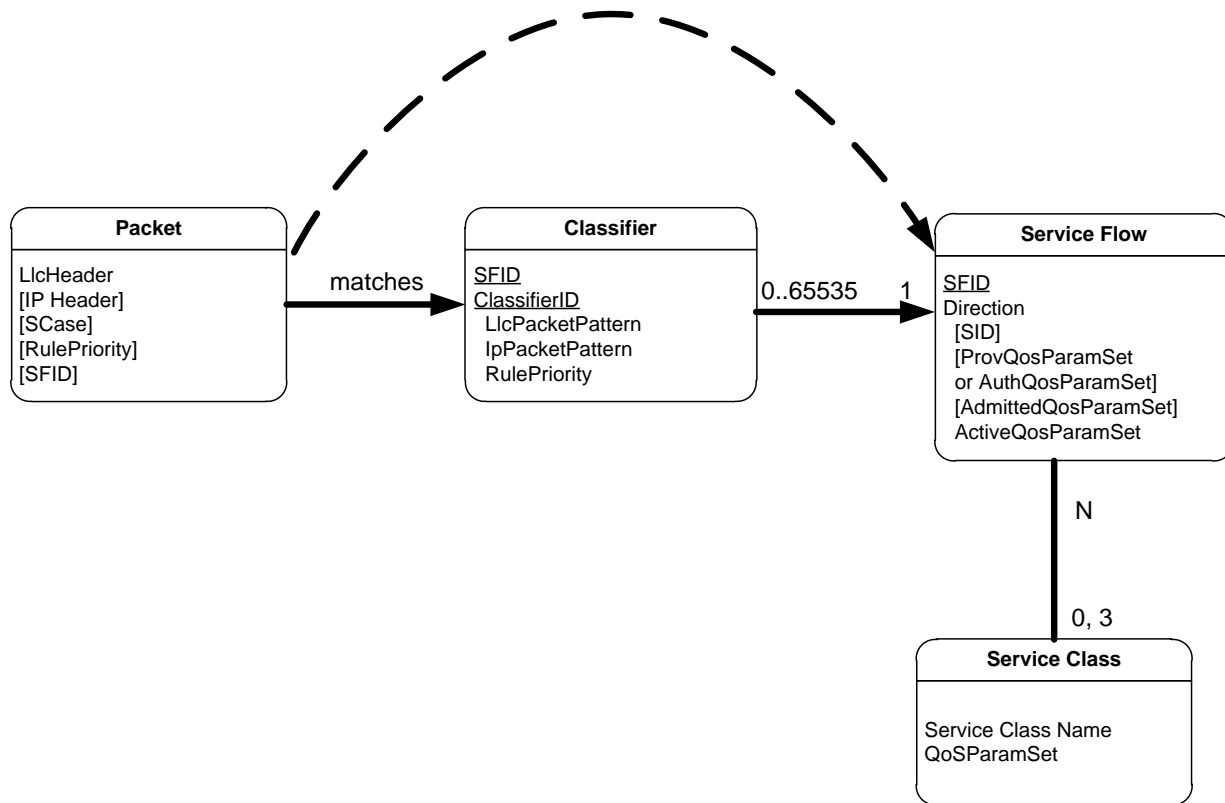 Packet
LlcHeader
[IP Header]
[SCase]
[RulePriority]
[SFID]
matches
Classifier
SFID
ClassifierID
LlcPacketPattern
IpPacketPattern
RulePriority
0..65535
1
Service Flow
SFID
Direction
[SID]
[ProvQosParamSet
or AuthQosParamSet]
[AdmittedQosParamSet]
ActiveQosParamSet
N
0, 3
Service Class
Service Class Name
QoSParamSet